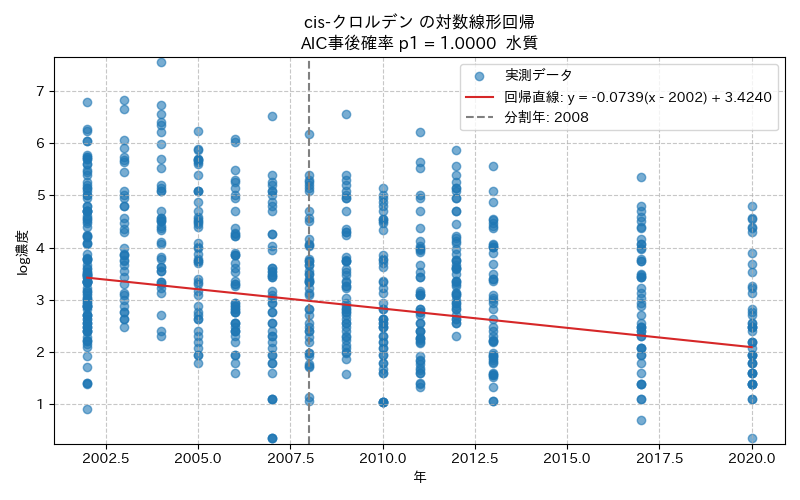 cis-クロルデン の対数線形回帰
AIC事後確率 p1 = 1.0000  水質
実測データ
回帰直線: y = -0.0739(x - 2002) + 3.4240
分割年: 2008
log濃度
7
6
5
4
3
2
1
2002.5 2005.0 2007.5 2010.0 2012.5 2015.0 2017.5 2020.0
年